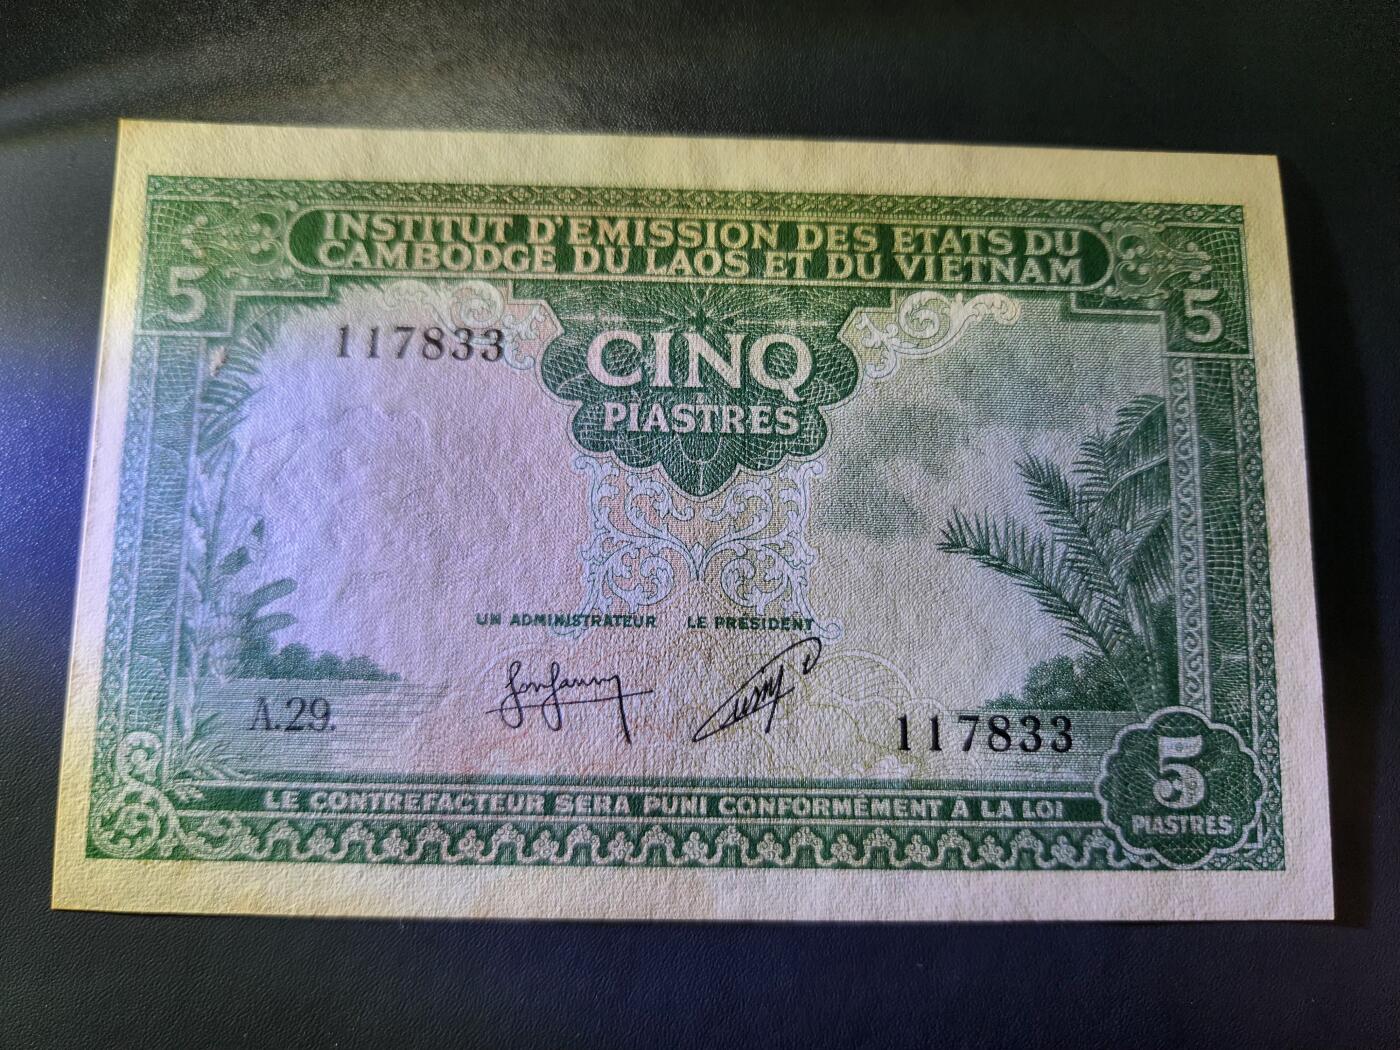 INSTITUT D'EMISSION DES ETATS DU
CAMBODGE DU LAOS ET DU VIETNAM
5
5
117833
CINQ
PIASTRES
UN ADMINISTRATEUR LE PRÉSIDENT
A.29.
117833
5
PIASTRES
LE CONTREFACTEUR SERA PUNI CONFORMÉMENT À LA LOI